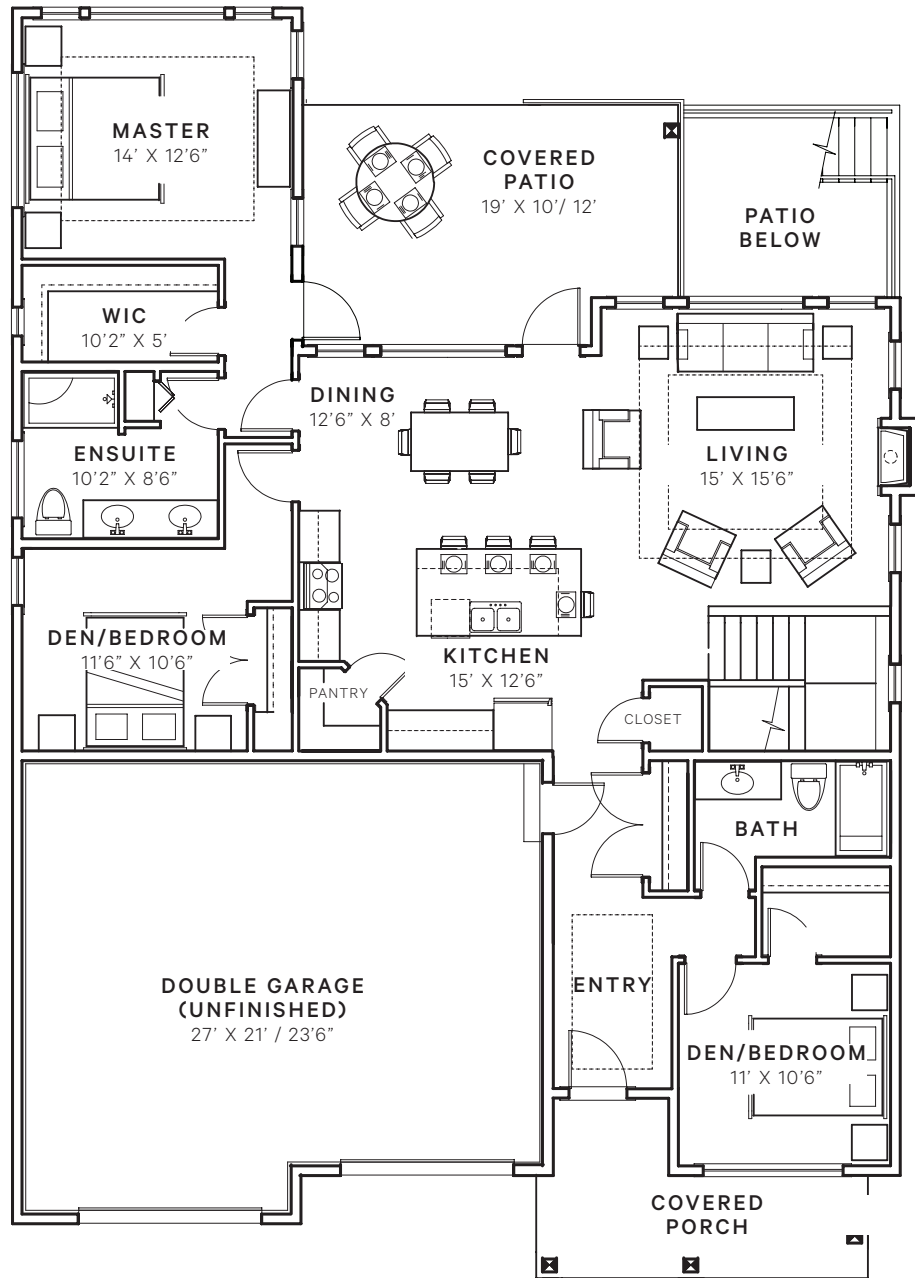 MASTER
14’ X 12’6”
COVERED
PATIO
19’ X 10’/ 12’
PATIO
BELOW
WIC
10’2” X 5’
DINING
12’6” X 8’
ENSUITE
10’2” X 8’6”
LIVING
15’ X 15’6”
DEN/BEDROOM
11’6” X 10’6”
KITCHEN
15’ X 12’6”
PANTRY
CLOSET
BATH
DOUBLE GARAGE
(UNFINISHED)
27’ X 21’ / 23’6”
ENTRY
DEN/BEDROOM
11’ X 10’6”
COVERED
PORCH